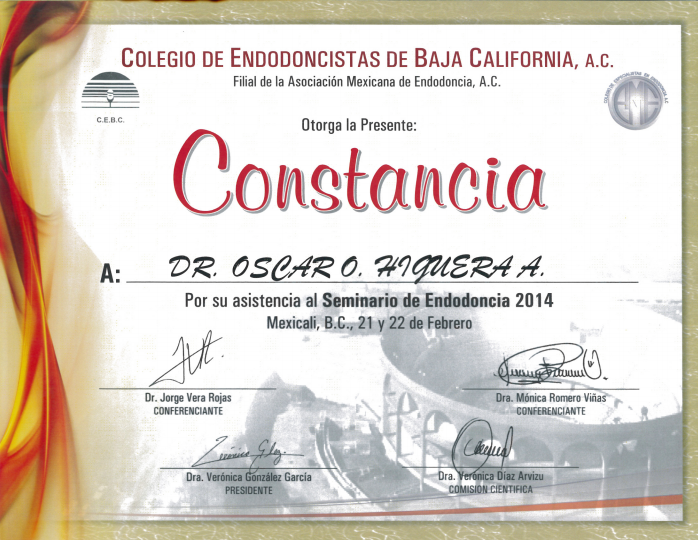 COLEGIO DE ENDODONCISTAS DE BAJA CALIFORNIA, A.C.
Filial de la Asociación Mexicana de Endodoncia, A.C.
C.E.B.C.
Otorga la Presente:
Constancia
A: DR. OSCAR O. HIGUERA A.
Por su asistencia al Seminario de Endodoncia 2014
Mexicali, B.C., 21 y 22 de Febrero
Dr. Jorge Vera Rojas
CONFERENCIANTE
Dra. Mónica Romero Viñas
CONFERENCIANTE
Dra. Verónica González García
PRESIDENTE
Dra. Verónica Díaz Arvizu
COMISIÓN CIENTIFICA